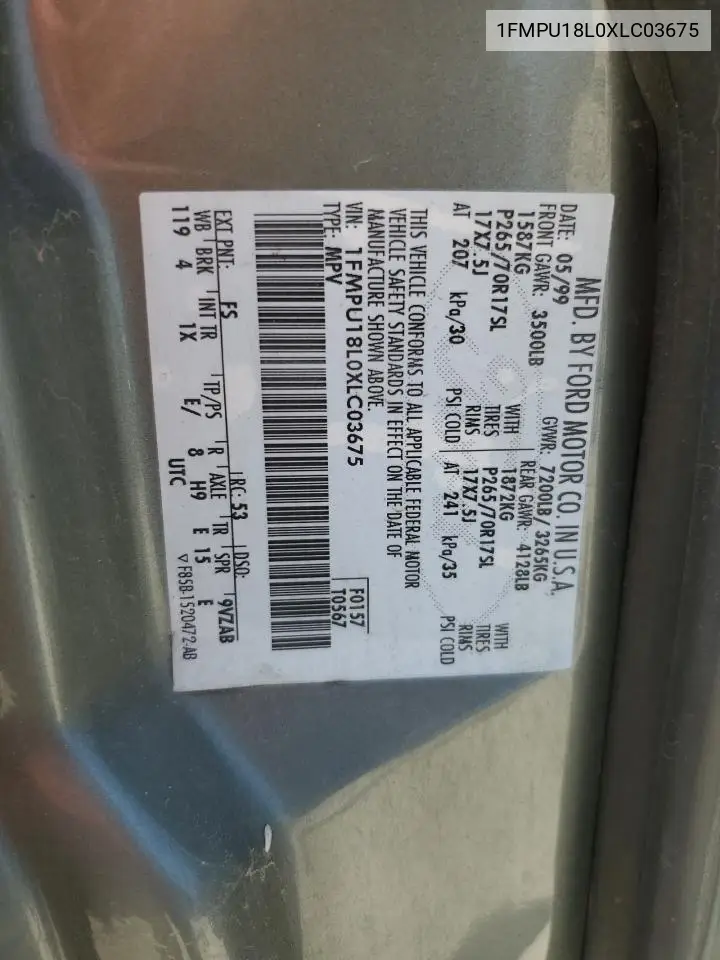 1FMPU18L0XLC03675
MFD. BY FORD MOTOR CO. IN U.S.A.
DATE: 05/99 GVWR: 7200LB/ 3265KG
FRONT GAWR: 3500LB REAR GAWR: 4128LB
1587KG WITH 1872KG WITH
P265/70R17SL TIRES P265/70R17SL TIRES
17X7.5J RIMS 17X7.5J RIMS
AT 207 kPa/30 PSI COLD AT 241 kPa/35 PSI COLD
THIS VEHICLE CONFORMS TO ALL APPLICABLE FEDERAL MOTOR
VEHICLE SAFETY STANDARDS IN EFFECT ON THE DATE OF
MANUFACTURE SHOWN ABOVE.
VIN: 1FMPU18L0XLC03675 F0157
TYPE: MPV T0567
EXT PNT: FS RC: 53 DSO: 9VZAB
WB BRK INT TR TP/PS R AXLE TR SPR
119 4 1X E/ 8 H9 E 15 E
UTC ▽ F85B-1520472-AB